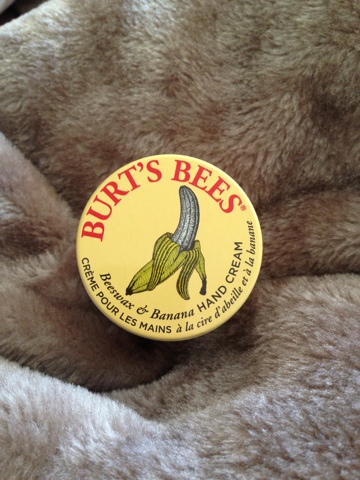 BURT'S BEES®
Beeswax & Banana HAND CREAM
CRÈME POUR LES MAINS à la cire d'abeille et à la banane